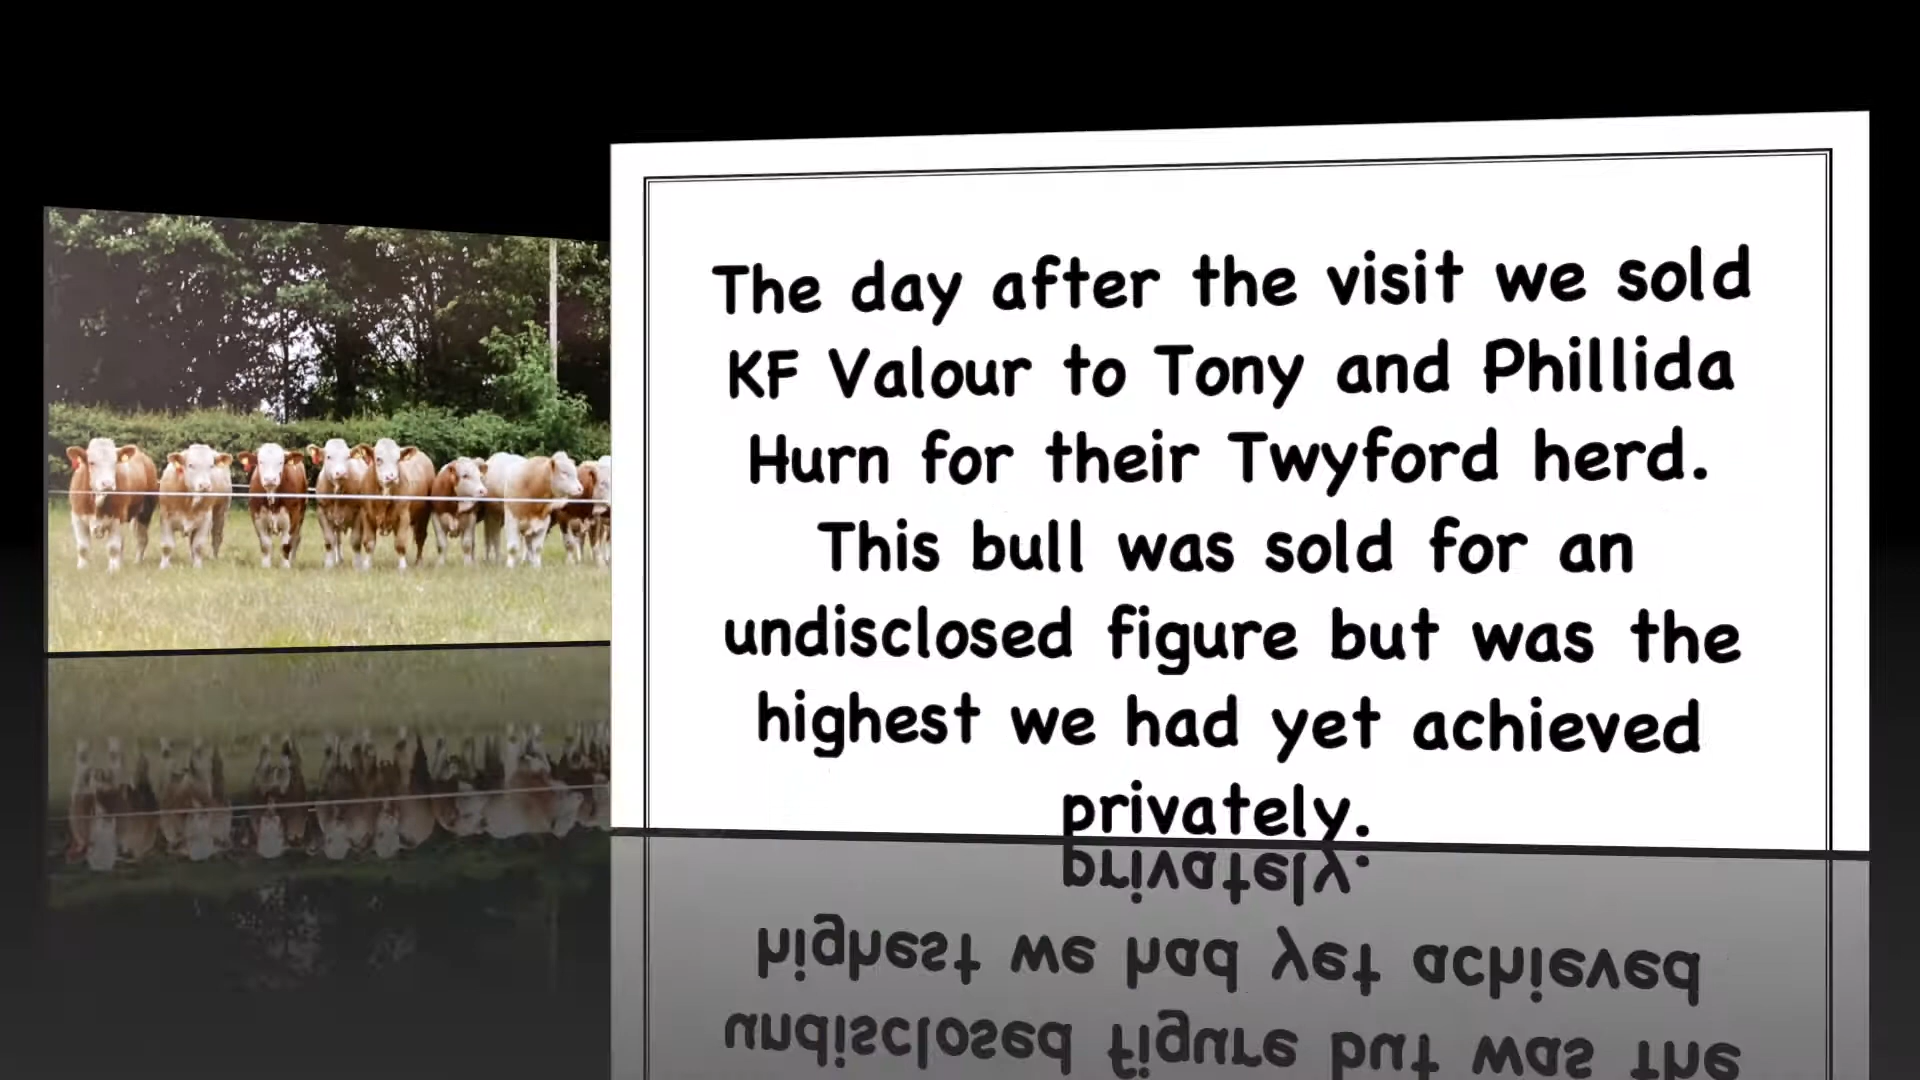 The day after the visit we sold
KF Valour to Tony and Phillida
Hurn for their Twyford herd.
This bull was sold for an
undisclosed figure but was the
highest we had yet achieved
privately.